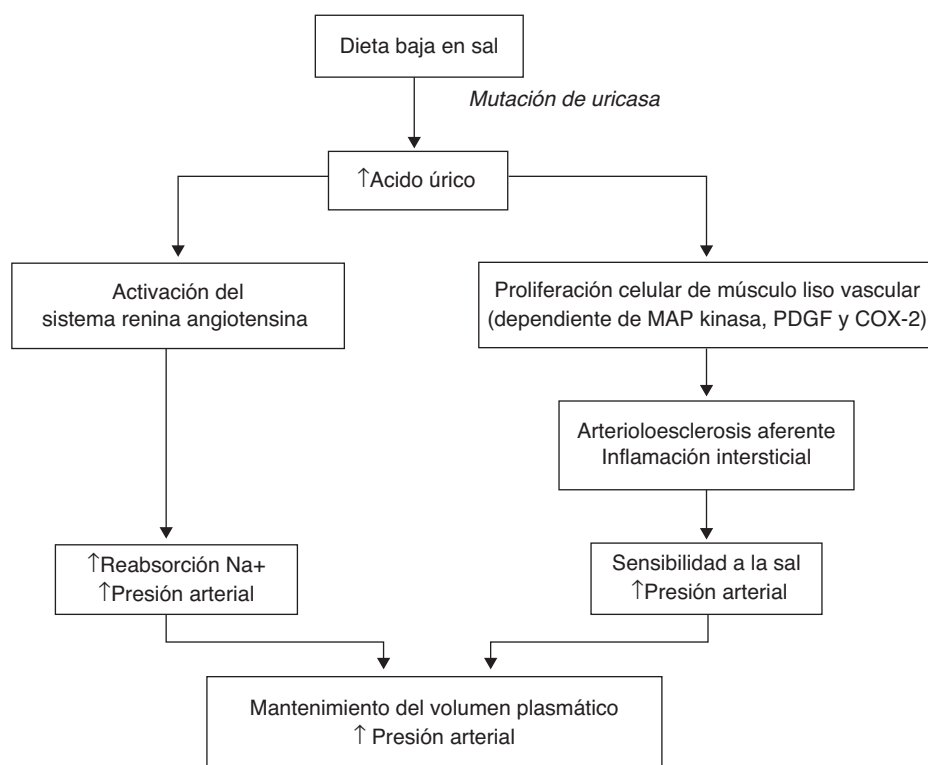 Dieta baja en sal
Mutación de uricasa
↑Acido úrico
Activación del
sistema renina angiotensina
Proliferación celular de músculo liso vascular
(dependiente de MAP kinasa, PDGF y COX-2)
Arterioloesclerosis aferente
Inflamación intersticial
↑Reabsorción Na+
↑Presión arterial
Sensibilidad a la sal
↑Presión arterial
Mantenimiento del volumen plasmático
↑ Presión arterial